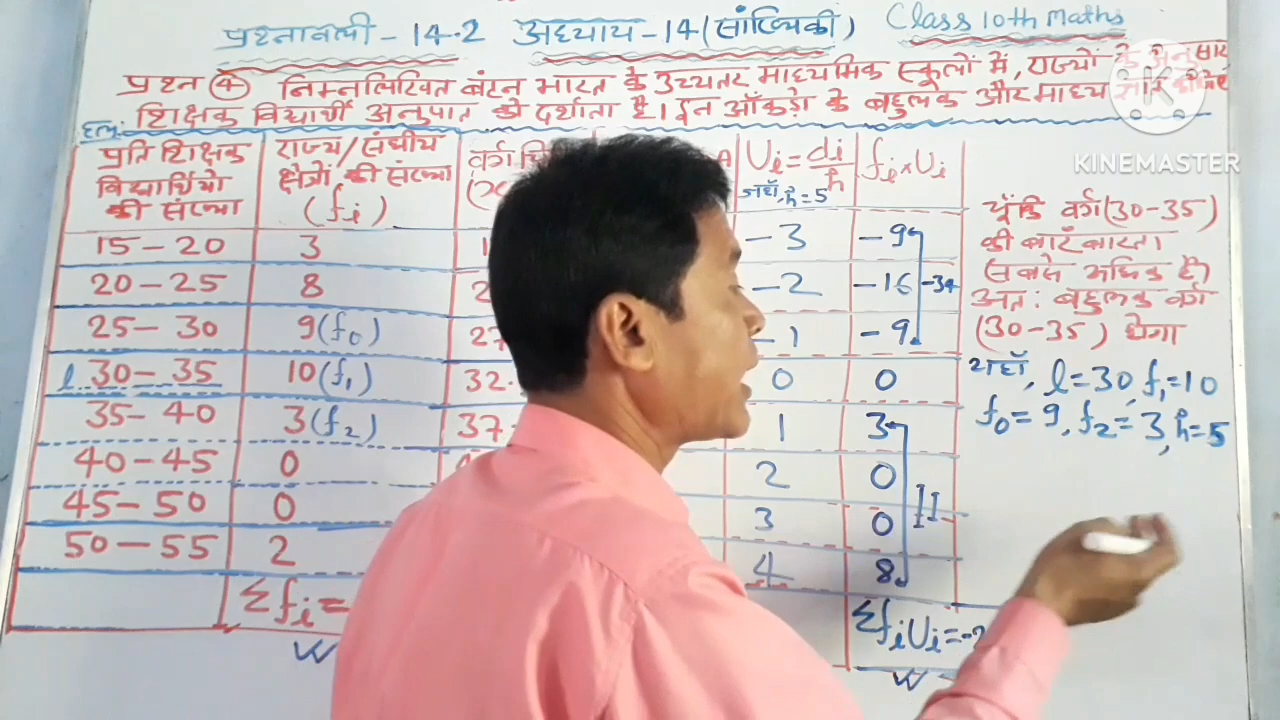 प्रश्नावली - 14.2 अध्याय - 14 (सांख्यिकी) Class 10th Maths
प्रश्न ④ निम्नलिखित बंटन भारत के उच्चतर माध्यमिक स्कूलों में, राज्यों के अनुसार
शिक्षक विद्यार्थी अनुपात को दर्शाता है। इन आँकड़ो के बहुलक और माध्य
हल:
प्रति शिक्षक विद्यार्थियो की संख्या
राज्य/संघीय क्षेत्रों की संख्या (fi)
Ui = di/h जहाँ, h=5
fi×Ui
15 – 20 3 -3 -9
20 – 25 8 -2 -16 -34
25 – 30 9(f0) 27 -1 -9
l 30 – 35 10(f1) 32. 0 0
35 – 40 3(f2) 37. 1 3
40 – 45 0 2 0
45 – 50 0 3 0 11
50 – 55 2 4 8
Σfi =
ΣfiUi = -2
चूँकि वर्ग (30-35)
की बारंबारता
सबसे अधिक है)
अत: बहुलक वर्ग
(30-35) होगा
यहाँ, l=30, f1=10
f0= 9, f2= 3, h=5
KINEMASTER